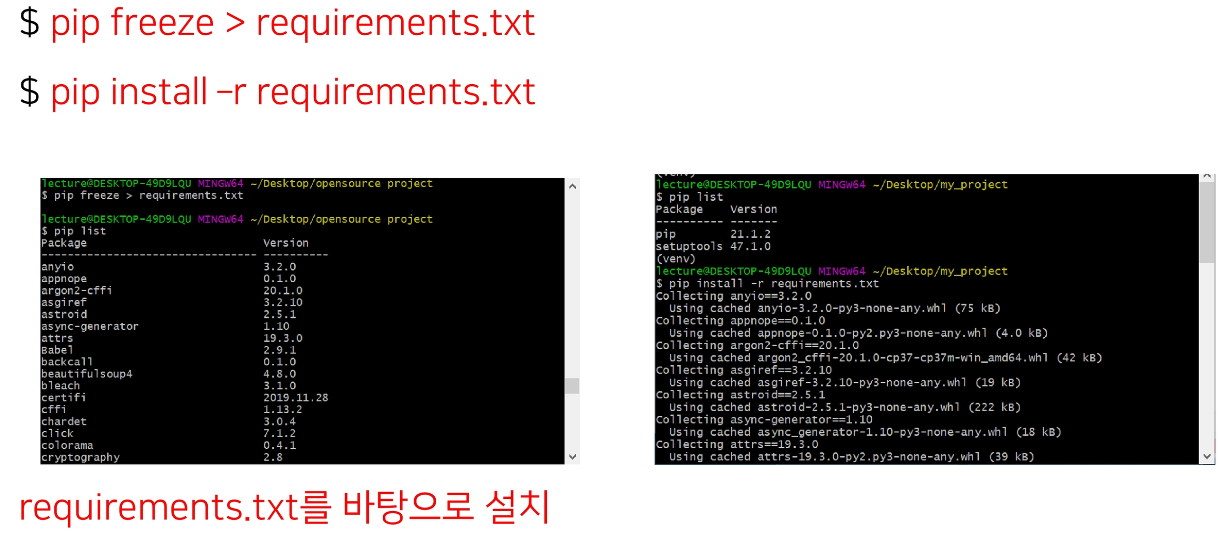 $ pip freeze > requirements.txt
$ pip install –r requirements.txt
lecture@DESKTOP-49D9LQU MINGW64 ~/Desktop/opensource project
$ pip freeze > requirements.txt
lecture@DESKTOP-49D9LQU MINGW64 ~/Desktop/opensource project
$ pip list
Package Version
--------------------------------- ----------
anyio 3.2.0
appnope 0.1.0
argon2-cffi 20.1.0
asgiref 3.2.10
astroid 2.5.1
async-generator 1.10
attrs 19.3.0
Babel 2.9.1
backcall 0.1.0
beautifulsoup4 4.8.0
bleach 3.1.0
certifi 2019.11.28
cffi 1.13.2
chardet 3.0.4
click 7.1.2
colorama 0.4.1
cryptography 2.8
(venv)
lecture@DESKTOP-49D9LQU MINGW64 ~/Desktop/my_project
$ pip list
Package Version
---------- -------
pip 21.1.2
setuptools 47.1.0
(venv)
lecture@DESKTOP-49D9LQU MINGW64 ~/Desktop/my_project
$ pip install -r requirements.txt
Collecting anyio==3.2.0
Using cached anyio-3.2.0-py3-none-any.whl (75 kB)
Collecting appnope==0.1.0
Using cached appnope-0.1.0-py2.py3-none-any.whl (4.0 kB)
Collecting argon2-cffi==20.1.0
Using cached argon2_cffi-20.1.0-cp37-cp37m-win_amd64.whl (42 kB)
Collecting asgiref==3.2.10
Using cached asgiref-3.2.10-py3-none-any.whl (19 kB)
Collecting astroid==2.5.1
Using cached astroid-2.5.1-py3-none-any.whl (222 kB)
Collecting async-generator==1.10
Using cached async_generator-1.10-py3-none-any.whl (18 kB)
Collecting attrs==19.3.0
Using cached attrs-19.3.0-py2.py3-none-any.whl (39 kB)
requirements.txt를 바탕으로 설치